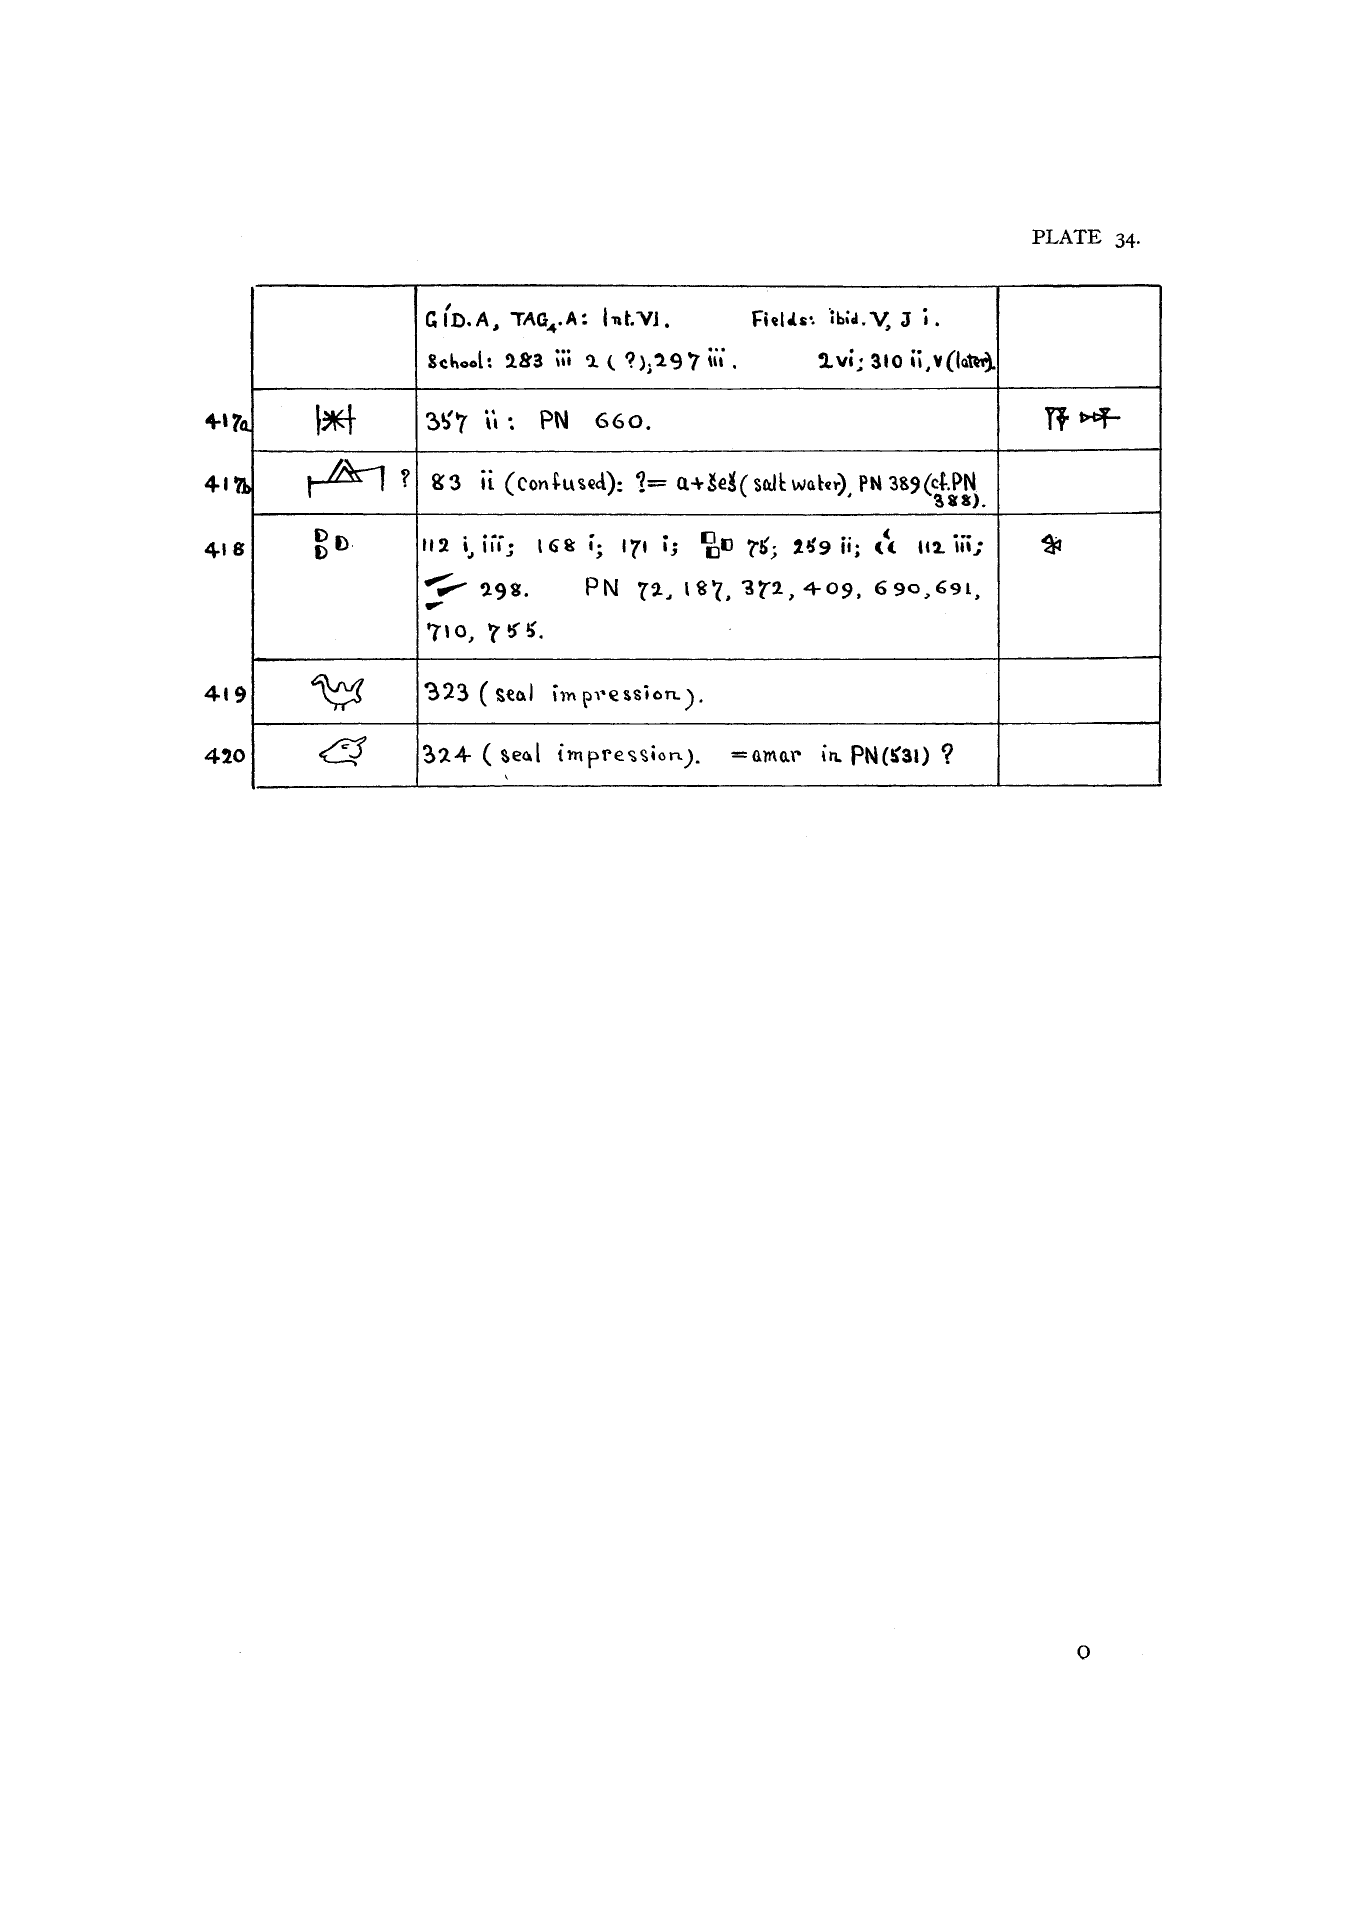 PLATE 34.
GÍD.A, TAG₄.A: Int.VI. Fields: ibid. V, J i.
School: 283 iii 2 (?); 297 iii. 2 vi; 310 ii, v (later).
417a 357 ii: PN 660.
417b ? 83 ii (confused): ?= a+šeš (salt water), PN 389 (cf. PN
388).
418 112 i, iii; 168 i; 171 i; 75; 259 ii; 112 iii;
298. PN 72, 187, 372, 409, 690, 691,
710, 755.
419 323 (seal impression).
420 324 (seal impression). =amar in PN(531) ?
O